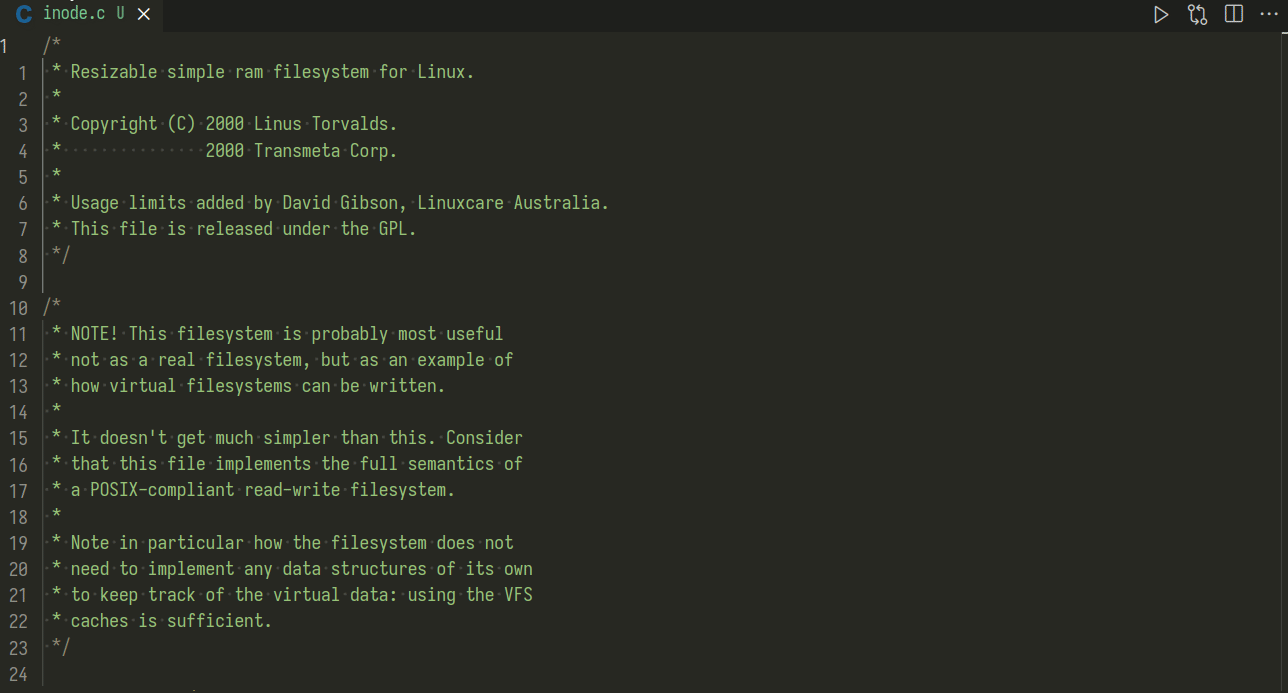 C inode.c U ×
1 /*
1 * Resizable simple ram filesystem for Linux.
2 *
3 * Copyright (C) 2000 Linus Torvalds.
4 *               2000 Transmeta Corp.
5 *
6 * Usage limits added by David Gibson, Linuxcare Australia.
7 * This file is released under the GPL.
8 */
9
10 /*
11 * NOTE! This filesystem is probably most useful
12 * not as a real filesystem, but as an example of
13 * how virtual filesystems can be written.
14 *
15 * It doesn't get much simpler than this. Consider
16 * that this file implements the full semantics of
17 * a POSIX-compliant read-write filesystem.
18 *
19 * Note in particular how the filesystem does not
20 * need to implement any data structures of its own
21 * to keep track of the virtual data: using the VFS
22 * caches is sufficient.
23 */
24